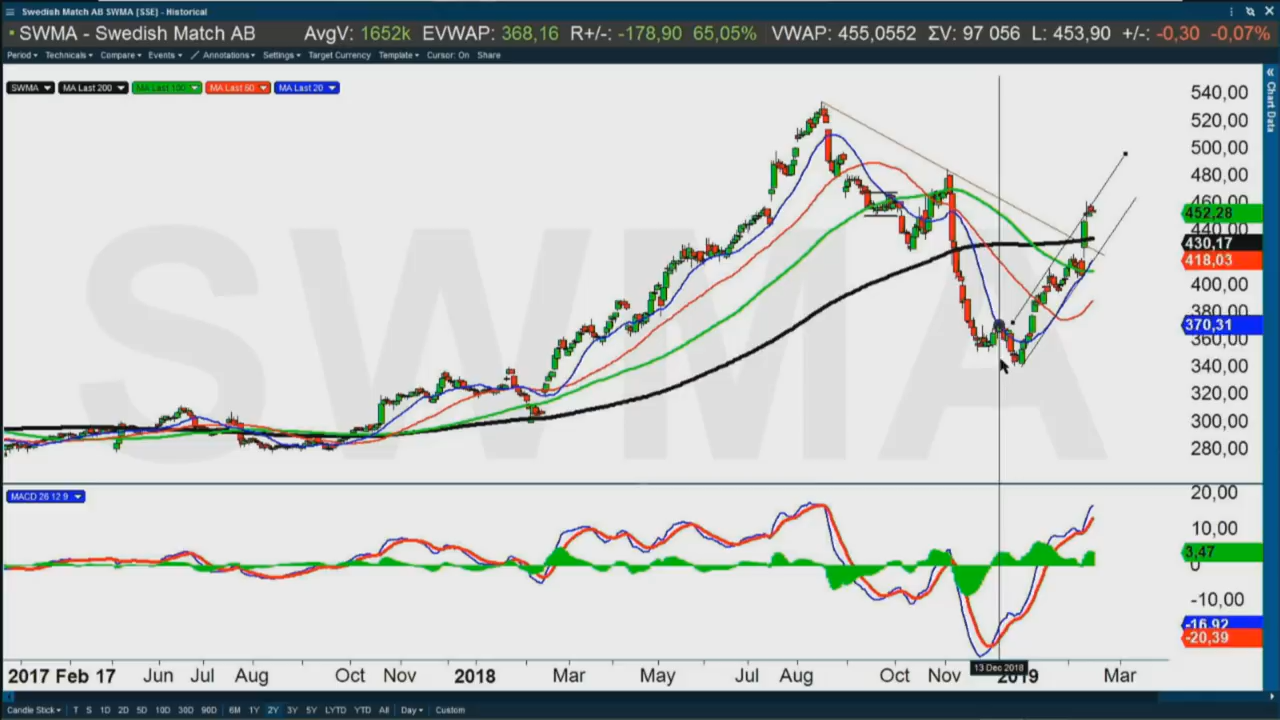 Swedish Match AB SWMA [SSE] - Historical
SWMA - Swedish Match AB AvgV: 1652k EVWAP: 368,16 R+/-: -178,90 65,05% VWAP: 455,0552 ΣV: 97 056 L: 453,90 +/-: -0,30 -0,07%
Period Technicals Compare Events Annotations Settings Target Currency Template Cursor: On Share
SWMA MA Last 200 MA Last 100 MA Last 50 MA Last 20
Chart Data
SWMA
540,00
520,00
500,00
480,00
460,00
452,28
430,17
418,03
400,00
380,00
370,31
360,00
340,00
320,00
300,00
280,00
MACD 26 12 9
20,00
10,00
3,47
0
-10,00
-16,92
-20,39
13 Dec 2018
2017 Feb 17 Jun Jul Aug Oct Nov 2018 Mar May Jul Aug Oct Nov 2019 Mar
Candle Stick T S 1D 2D 5D 10D 30D 90D 6M 1Y 2Y 3Y 5Y LYTD YTD All Day Custom